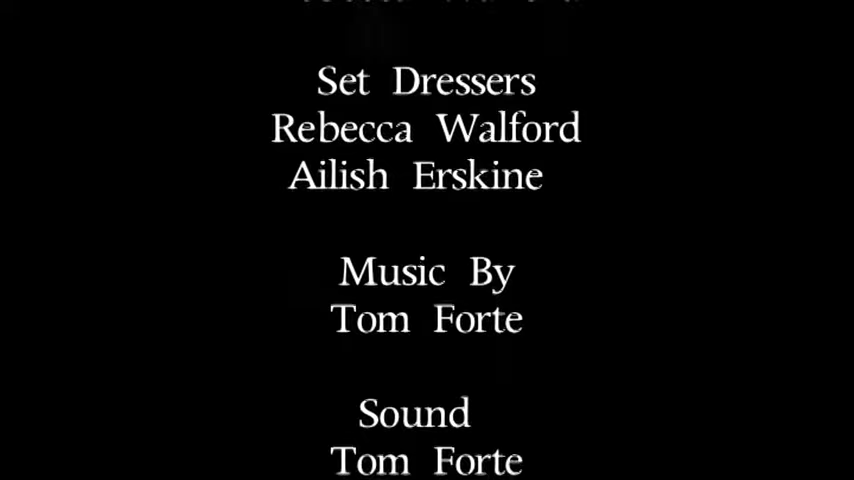 Set Dressers
Rebecca Walford
Ailish Erskine
Music By
Tom Forte
Sound
Tom Forte